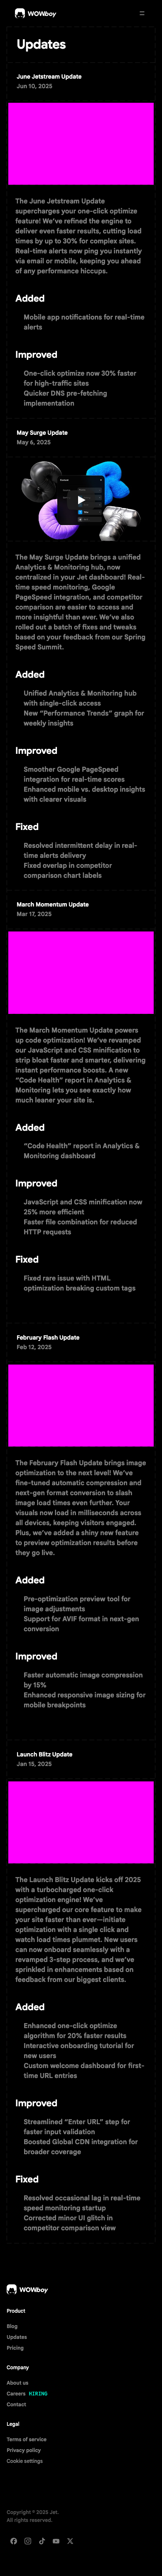 WOWboy
Updates
June Jetstream Update
Jun 10, 2025
The June Jetstream Update
supercharges your one-click optimize
feature! We've refined the engine to
deliver even faster results, cutting load
times by up to 30% for complex sites.
Real-time alerts now ping you instantly
via email or mobile, keeping you ahead
of any performance hiccups.
Added
Mobile app notifications for real-time
alerts
Improved
One-click optimize now 30% faster
for high-traffic sites
Quicker DNS pre-fetching
implementation
May Surge Update
May 6, 2025
The May Surge Update brings a unified
Analytics & Monitoring hub, now
centralized in your Jet dashboard! Real-
time speed monitoring, Google
PageSpeed integration, and competitor
comparison are easier to access and
more insightful than ever. We've also
rolled out a batch of fixes and tweaks
based on your feedback from our Spring
Speed Summit.
Added
Unified Analytics & Monitoring hub
with single-click access
New "Performance Trends" graph for
weekly insights
Improved
Smoother Google PageSpeed
integration for real-time scores
Enhanced mobile vs. desktop insights
with clearer visuals
Fixed
Resolved intermittent delay in real-
time alerts delivery
Fixed overlap in competitor
comparison chart labels
March Momentum Update
Mar 17, 2025
The March Momentum Update powers
up code optimization! We've revamped
our JavaScript and CSS minification to
strip bloat faster and smarter, delivering
instant performance boosts. A new
"Code Health" report in Analytics &
Monitoring lets you see exactly how
much leaner your site is.
Added
"Code Health" report in Analytics &
Monitoring dashboard
Improved
JavaScript and CSS minification now
25% more efficient
Faster file combination for reduced
HTTP requests
Fixed
Fixed rare issue with HTML
optimization breaking custom tags
February Flash Update
Feb 12, 2025
The February Flash Update brings image
optimization to the next level! We've
fine-tuned automatic compression and
next-gen format conversion to slash
image load times even further. Your
visuals now load in milliseconds across
all devices, keeping visitors engaged.
Plus, we've added a shiny new feature
to preview optimization results before
they go live.
Added
Pre-optimization preview tool for
image adjustments
Support for AVIF format in next-gen
conversion
Improved
Faster automatic image compression
by 15%
Enhanced responsive image sizing for
mobile breakpoints
Launch Blitz Update
Jan 15, 2025
The Launch Blitz Update kicks off 2025
with a turbocharged one-click
optimization engine! We've
supercharged our core feature to make
your site faster than ever—initiate
optimization with a single click and
watch load times plummet. New users
can now onboard seamlessly with a
revamped 3-step process, and we've
sprinkled in enhancements based on
feedback from our biggest clients.
Added
Enhanced one-click optimize
algorithm for 20% faster results
Interactive onboarding tutorial for
new users
Custom welcome dashboard for first-
time URL entries
Improved
Streamlined "Enter URL" step for
faster input validation
Boosted Global CDN integration for
broader coverage
Fixed
Resolved occasional lag in real-time
speed monitoring startup
Corrected minor UI glitch in
competitor comparison view
WOWboy
Product
Blog
Updates
Pricing
Company
About us
Careers HIRING
Contact
Legal
Terms of service
Privacy policy
Cookie settings
Copyright © 2025 Jet.
All rights reserved.